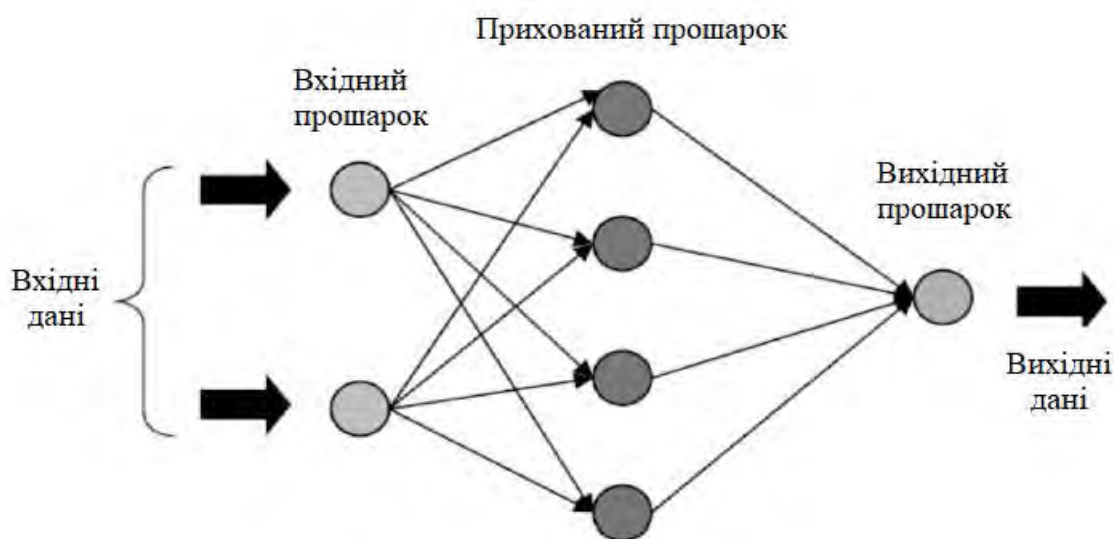 Прихований прошарок
Вхідний
прошарок
Вихідний
прошарок
Вхідні
дані
Вихідні
дані